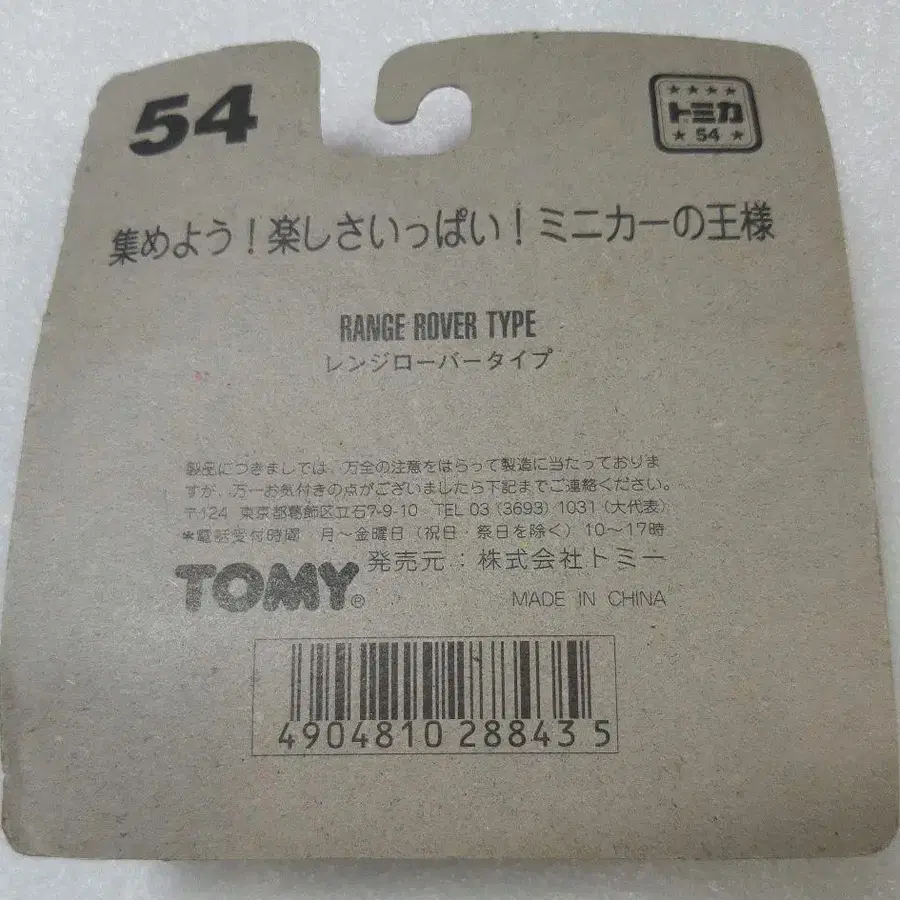 54
トミカ
54
集めよう!楽しさいっぱい!ミニカーの王様
RANGE ROVER TYPE
レンジローバータイプ
製品につきましては、万全の注意をはらって製造に当たっておりま
すが、万一お気付きの点がございましたら下記までご連絡ください。
〒124 東京都葛飾区立石7-9-10 TEL 03 (3693) 1031 (大代表)
*電話受付時間 月〜金曜日 (祝日・祭日を除く) 10〜17時
TOMY® 発売元:株式会社トミー
MADE IN CHINA
4904810 28843 5